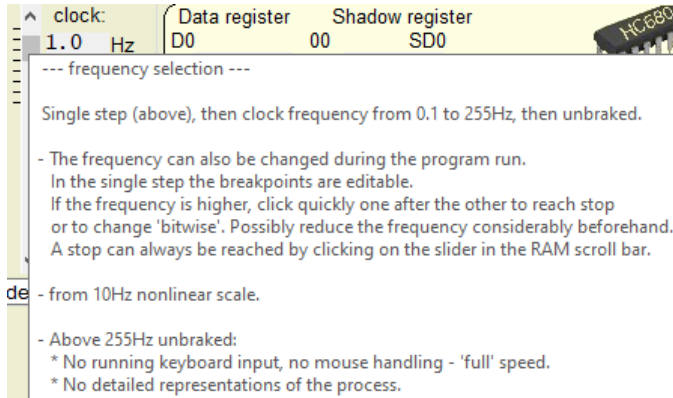 clock:
Data register Shadow register
1.0 Hz
D0 00 SD0
HC680
--- frequency selection ---
Single step (above), then clock frequency from 0.1 to 255Hz, then unbraked.
- The frequency can also be changed during the program run.
In the single step the breakpoints are editable.
If the frequency is higher, click quickly one after the other to reach stop
or to change 'bitwise'. Possibly reduce the frequency considerably beforehand.
A stop can always be reached by clicking on the slider in the RAM scroll bar.
de
- from 10Hz nonlinear scale.
- Above 255Hz unbraked:
* No running keyboard input, no mouse handling - 'full' speed.
* No detailed representations of the process.